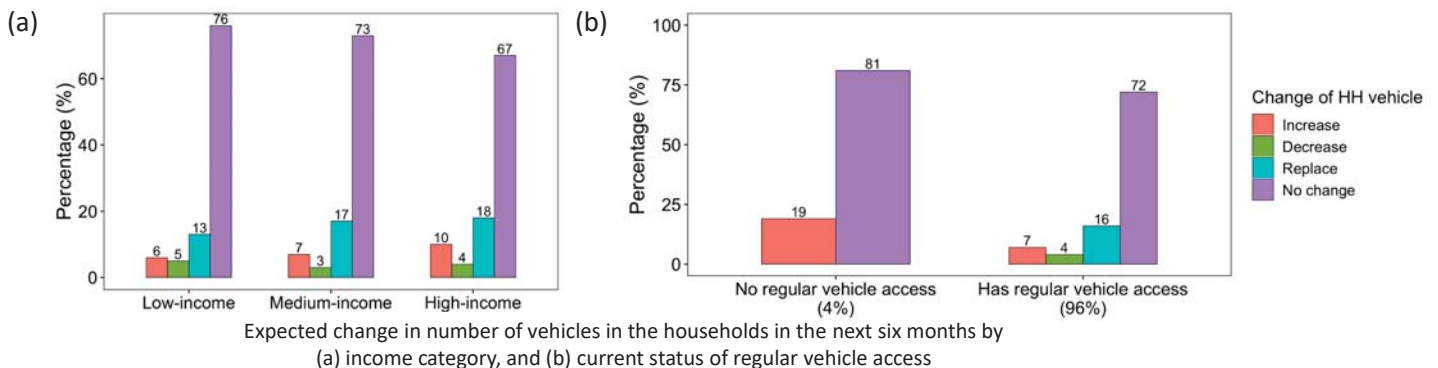 (a)
Percentage (%)
60
40
20
0
6
5
13
76
7
3
17
73
10
4
18
67
Low-income
Medium-income
High-income
(b)
Percentage (%)
100
75
50
25
0
19
81
7
4
16
72
No regular vehicle access
(4%)
Has regular vehicle access
(96%)
Change of HH vehicle
Increase
Decrease
Replace
No change
Expected change in number of vehicles in the households in the next six months by
(a) income category, and (b) current status of regular vehicle access